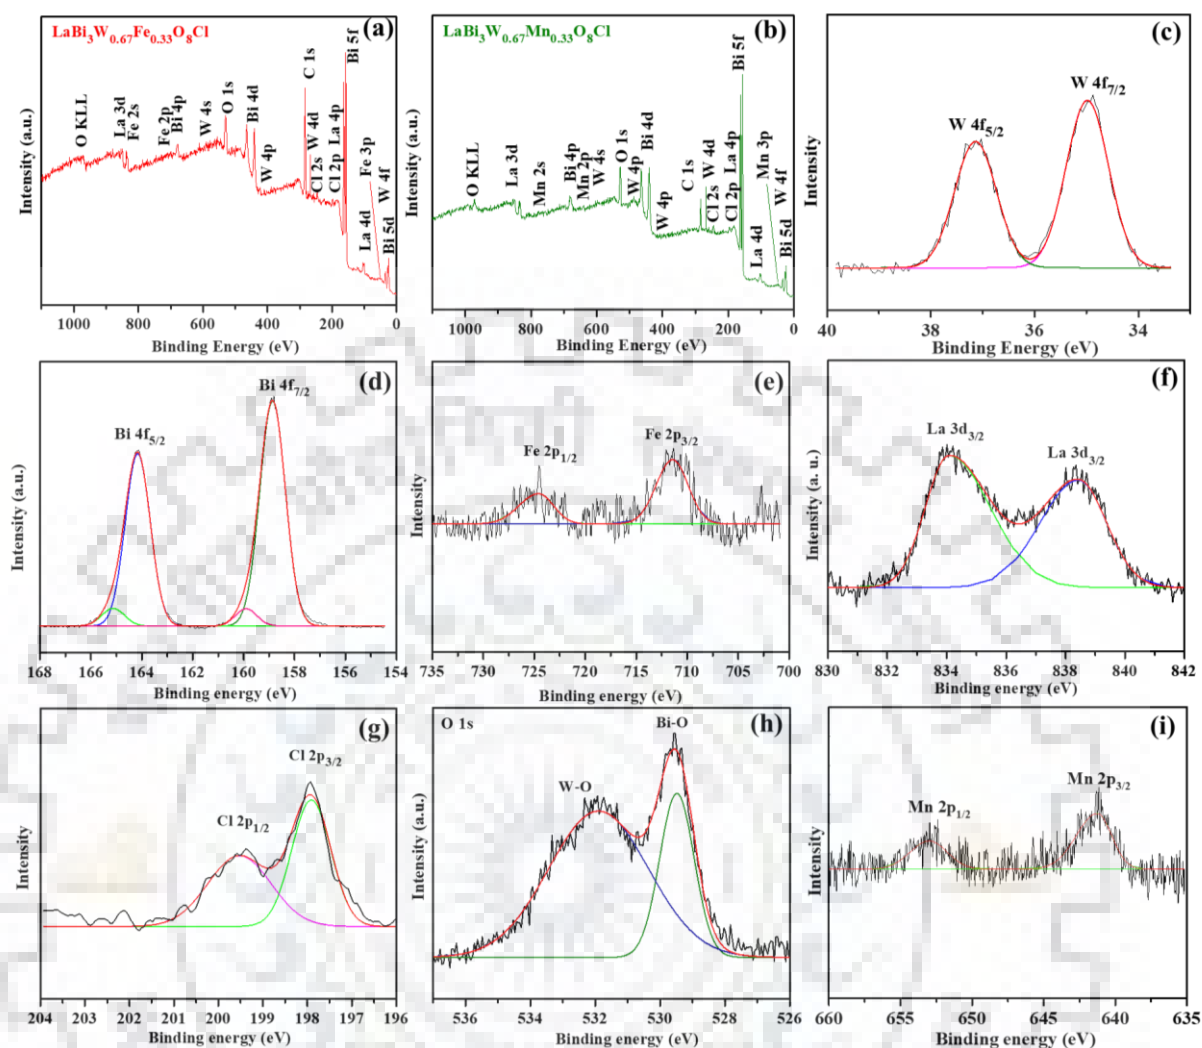 LaBi₃W₀.₆₇Fe₀.₃₃O₈Cl
(a)
Intensity (a.u.)
O KLL
La 3d
Fe 2s
Fe 2p
Bi 4p
W 4s
O 1s
Bi 4d
W 4p
C 1s
W 4d
Cl 2s
Cl 2p
La 4p
Bi 5f
Fe 3p
W 4f
La 4d
Bi 5d
1000 800 600 400 200 0
Binding Energy (eV)
LaBi₃W₀.₆₇Mn₀.₃₃O₈Cl
(b)
Intensity (a.u.)
O KLL
La 3d
Mn 2s
Bi 4p
Mn 2p
W 4s
O 1s
W 4p
Bi 4d
W 4p
C 1s
W 4d
Cl 2s
Cl 2p
La 4p
Bi 5f
Mn 3p
W 4f
La 4d
Bi 5d
1000 800 600 400 200 0
Binding Energy (eV)
(c)
Intensity (a.u.)
W 4f₅/₂
W 4f₇/₂
40 38 36 34
Binding Energy (eV)
(d)
Intensity (a.u.)
Bi 4f₅/₂
Bi 4f₇/₂
168 166 164 162 160 158 156 154
Binding energy (eV)
(e)
Intensity
Fe 2p₁/₂
Fe 2p₃/₂
735 730 725 720 715 710 705 700
Binding energy (eV)
(f)
Intensity (a. u.)
La 3d₃/₂
La 3d₃/₂
830 832 834 836 838 840 842
Binding energy (eV)
(g)
Intensity
Cl 2p₁/₂
Cl 2p₃/₂
204 203 202 201 200 199 198 197 196
Binding energy (eV)
O 1s
(h)
Intensity (a.u.)
W-O
Bi-O
536 534 532 530 528 526
Binding energy (eV)
(i)
Intensity
Mn 2p₁/₂
Mn 2p₃/₂
660 655 650 645 640 635
Binding energy (eV)